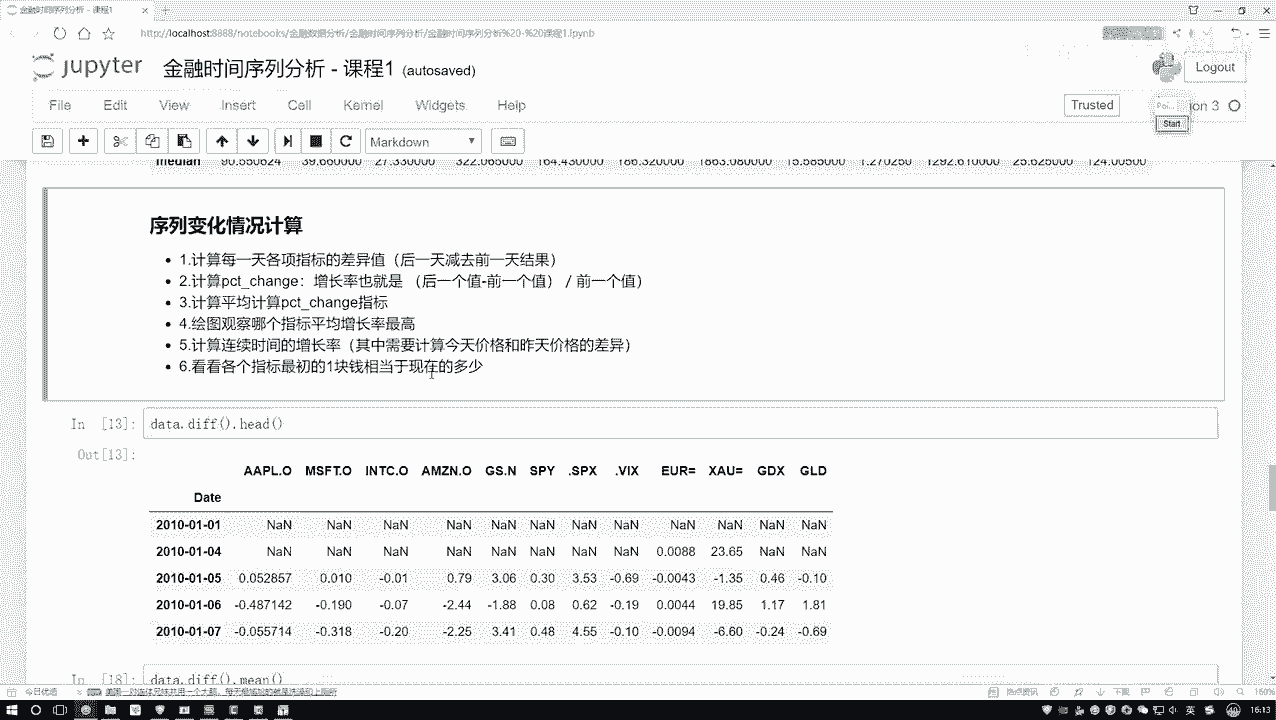 金融时间序列分析 - 课程1
http://localhost:8888/notebooks/金融数据分析/金融时间序列分析/金融时间序列分析%20-%20课程1.ipynb
jupyter 金融时间序列分析 - 课程1 (autosaved)
Logout
File Edit View Insert Cell Kernel Widgets Help
Trusted
on 3
Start
Markdown
median 90.550624 39.660000 27.330000 322.065000 164.430000 186.320000 1863.080000 15.585000 1.270250 1292.610000 25.625000 124.00500
序列变化情况计算
1.计算每一天各项指标的差异值（后一天减去前一天结果）
2.计算pct_change：增长率也就是 （后一个值-前一个值） / 前一个值）
3.计算平均计算pct_change指标
4.绘图观察哪个指标平均增长率最高
5.计算连续时间的增长率（其中需要计算今天价格和昨天价格的差异）
6.看看各个指标最初的1块钱相当于现在的多少
In [13]: data.diff().head()
Out[13]:
AAPL.O MSFT.O INTC.O AMZN.O GS.N SPY .SPX .VIX EUR= XAU= GDX GLD
Date
2010-01-01 NaN NaN NaN NaN NaN NaN NaN NaN NaN NaN NaN NaN
2010-01-04 NaN NaN NaN NaN NaN NaN NaN NaN 0.0088 23.65 NaN NaN
2010-01-05 0.052857 0.010 -0.01 0.79 3.06 0.30 3.53 -0.69 -0.0043 -1.35 0.46 -0.10
2010-01-06 -0.487142 -0.190 -0.07 -2.44 -1.88 0.08 0.62 -0.19 0.0044 19.85 1.17 1.81
2010-01-07 -0.055714 -0.318 -0.20 -2.25 3.41 0.48 4.55 -0.10 -0.0094 -6.60 -0.24 -0.69
In [18]: data.diff().mean()
今日优选
热点资讯
下载
160%
英
16:13